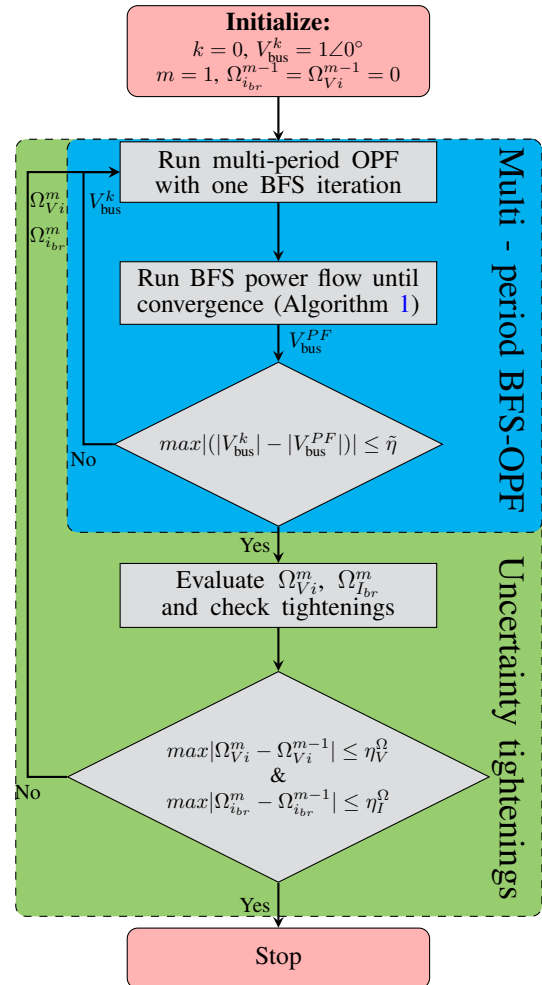 Initialize:
k = 0, V_bus^k = 1∠0°
m = 1, Ω_{i_br}^{m−1} = Ω_{Vi}^{m−1} = 0
Multi - period BFS-OPF
Run multi-period OPF
with one BFS iteration
Ω_{Vi}^m
V_bus^k
Ω_{i_br}^m
Run BFS power flow until
convergence (Algorithm 1)
V_bus^{PF}
max|(|V_bus^k| − |V_bus^{PF}|)| ≤ η̃
No
Yes
Uncertainty tightenings
Evaluate Ω_{Vi}^m, Ω_{I_br}^m
and check tightenings
max|Ω_{Vi}^m − Ω_{Vi}^{m−1}| ≤ η_V^Ω
&
max|Ω_{i_br}^m − Ω_{i_br}^{m−1}| ≤ η_I^Ω
No
Yes
Stop